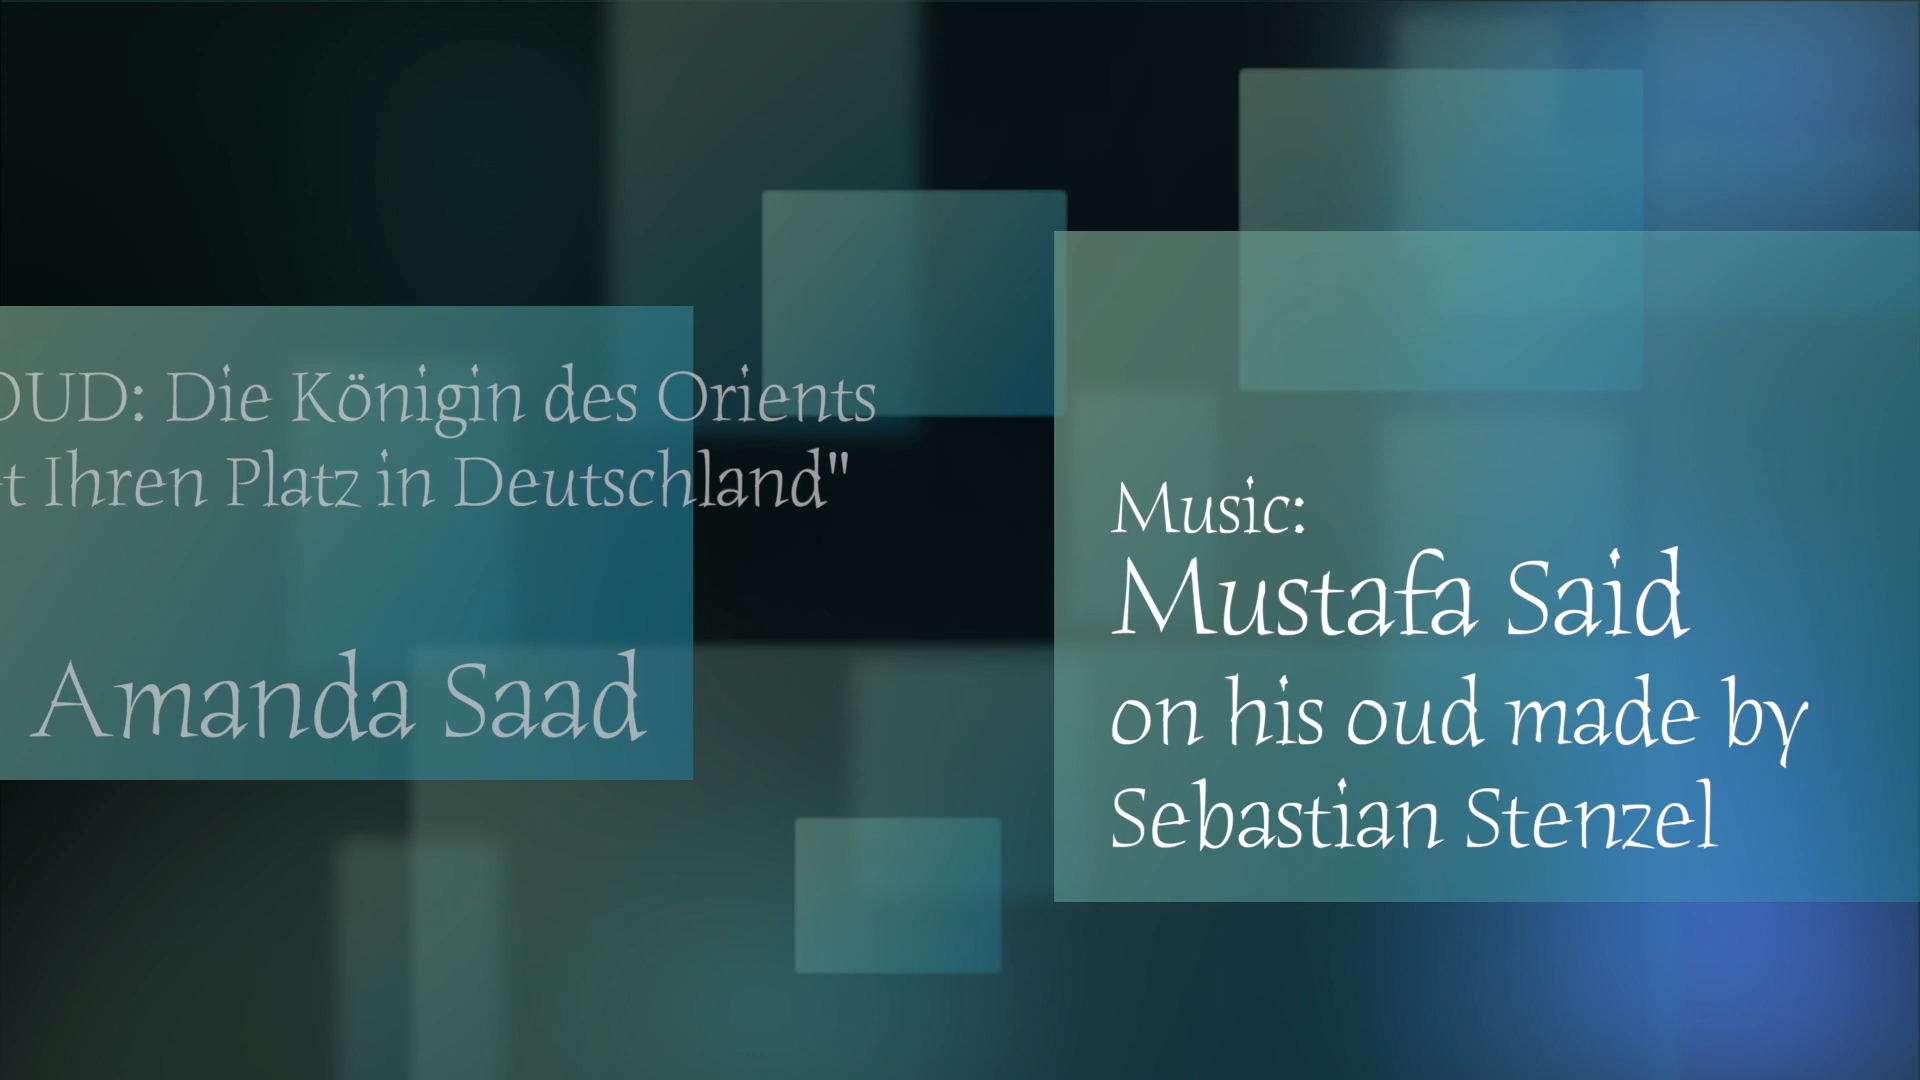 OUD: Die Königin des Orients
t Ihren Platz in Deutschland"
Amanda Saad
Music:
Mustafa Said
on his oud made by
Sebastian Stenzel